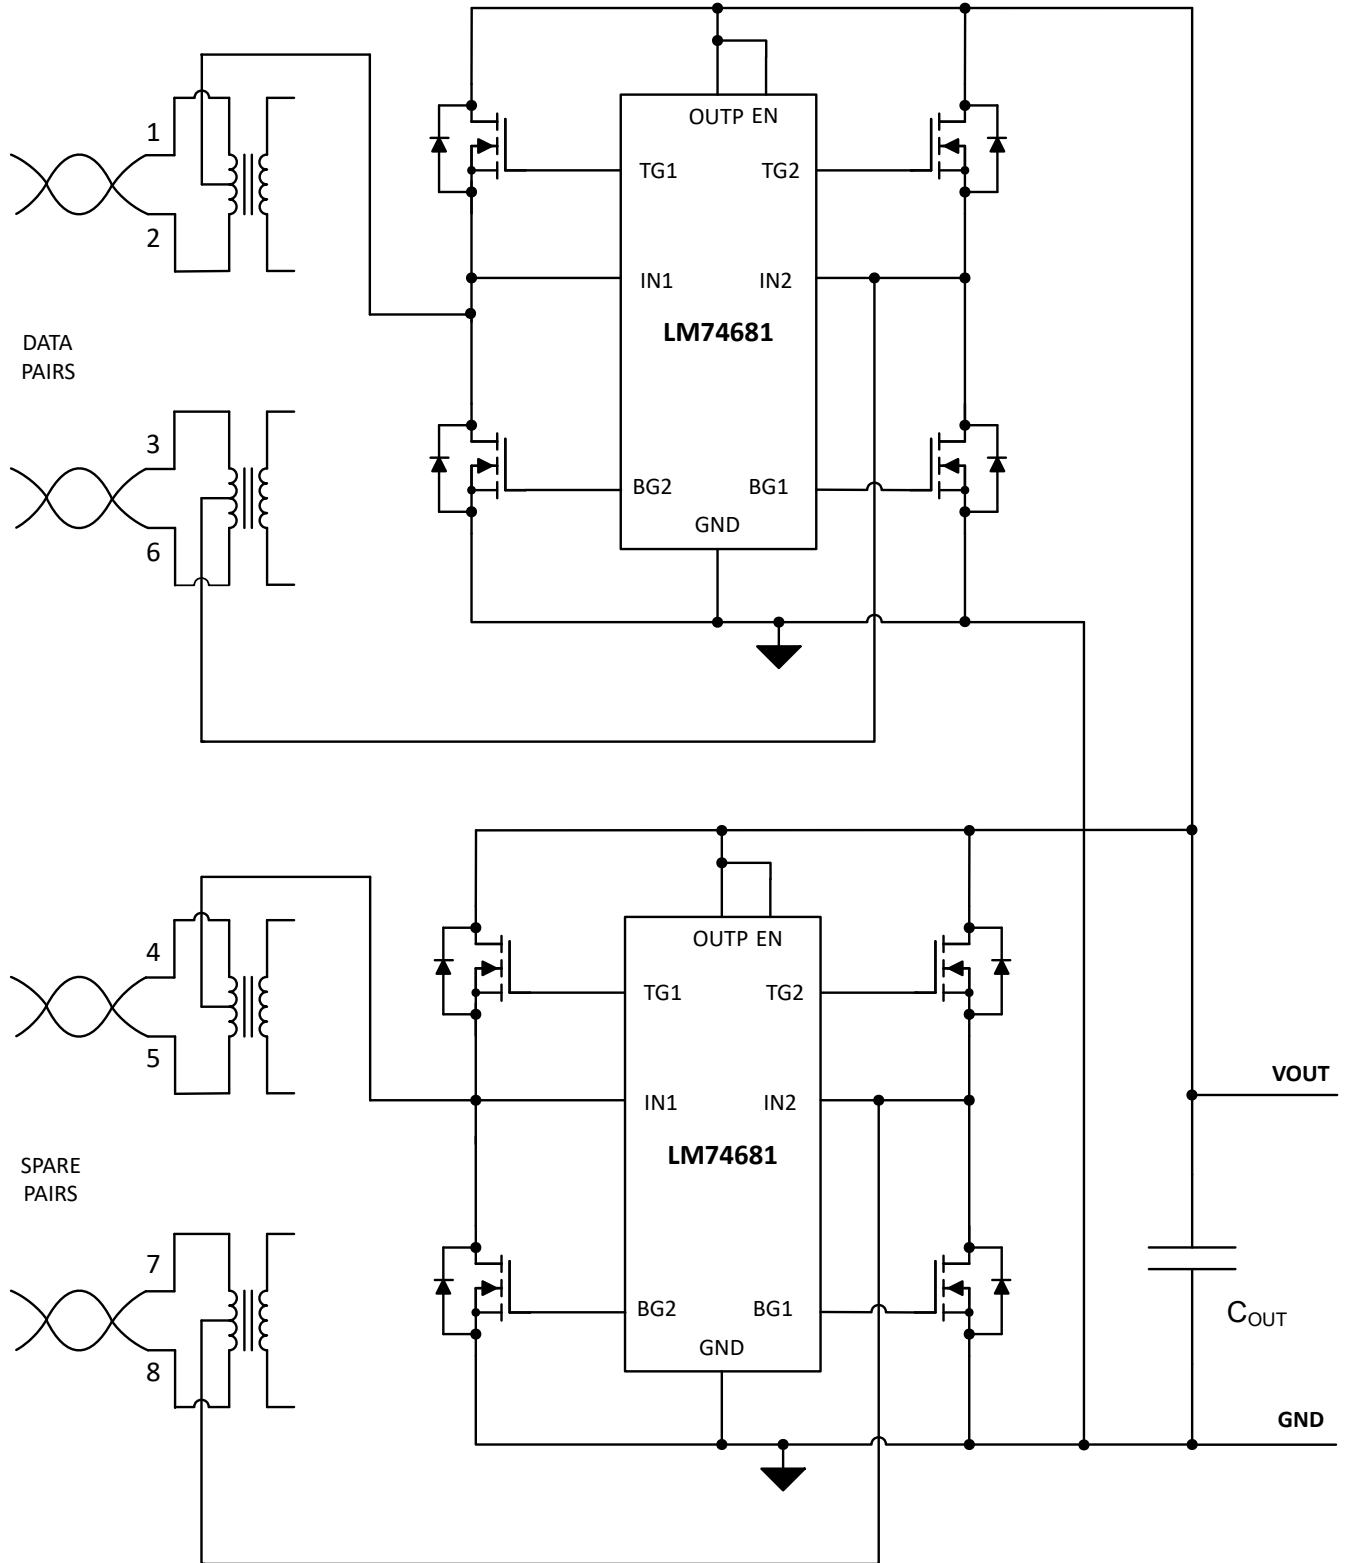 OUTP EN
1
TG1
TG2
2
IN1
IN2
LM74681
DATA
PAIRS
3
BG2
BG1
GND
6
OUTP EN
4
TG1
TG2
5
VOUT
IN1
IN2
LM74681
SPARE
PAIRS
7
BG2
BG1
COUT
GND
8
GND